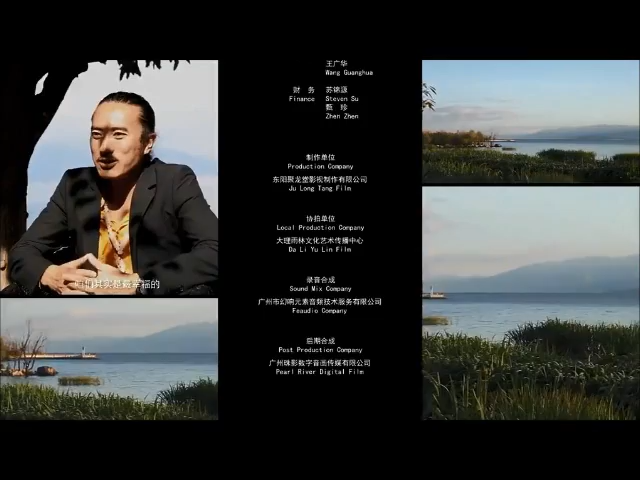 王广华
Wang Guanghua
财 务 苏锦源
Finance Steven Su
甄 珍
Zhen Zhen
制作单位
Production Company
东阳聚龙堂影视制作有限公司
Ju Long Tang Film
协拍单位
Local Production Company
大理雨林文化艺术传播中心
Da Li Yu Lin Film
录音合成
Sound Mix Company
广州市幻响元素音频技术服务有限公司
Feaudio Company
后期合成
Post Production Company
广州珠影数字音画传媒有限公司
Pearl River Digital Film
其实是最幸福的